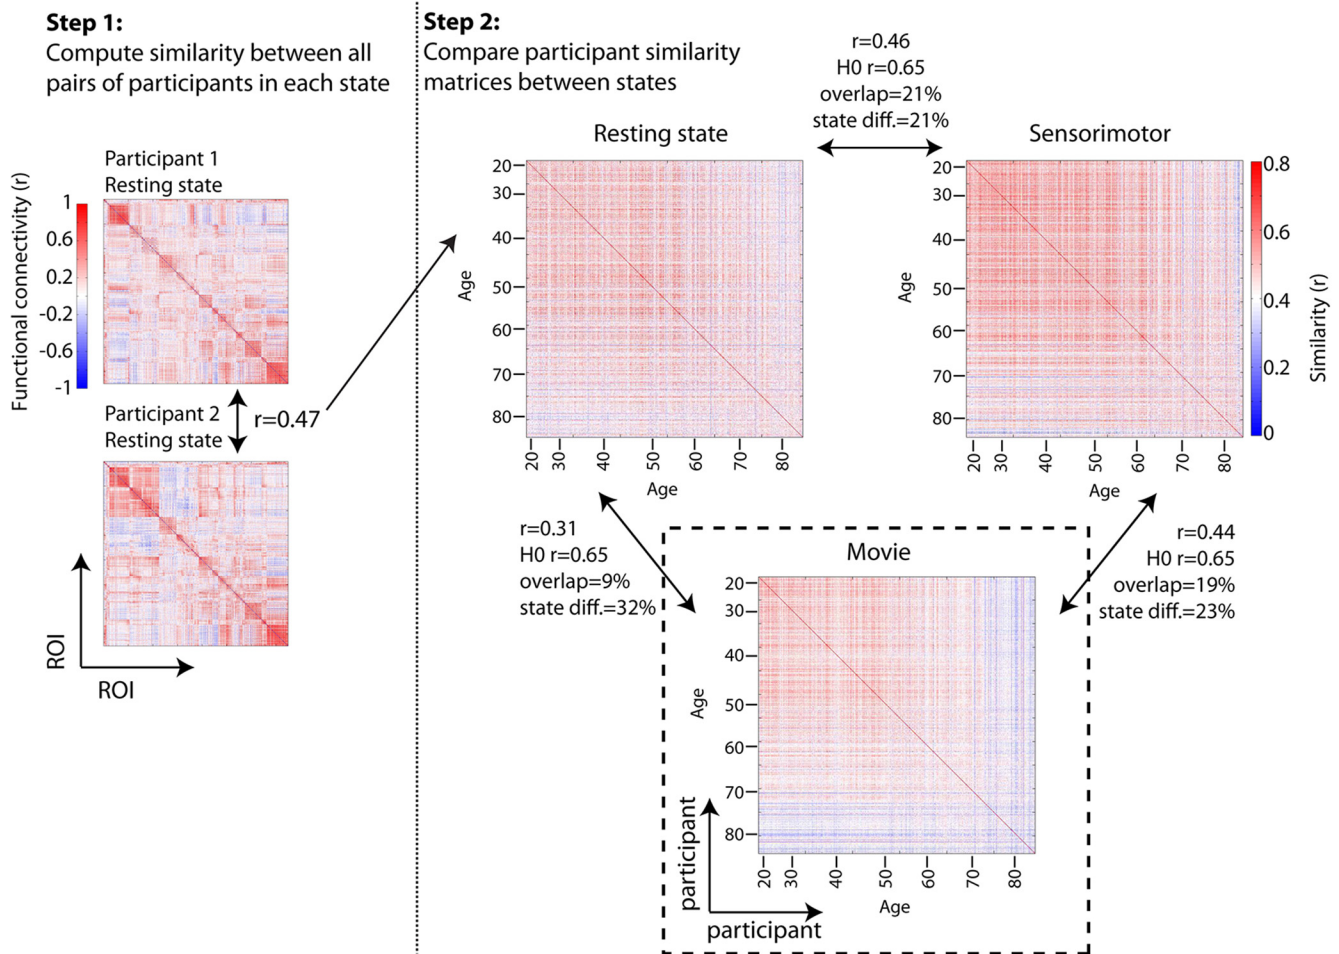 Step 1:
Compute similarity between all
pairs of participants in each state
Participant 1
Resting state
Functional connectivity (r)
1
0.6
0.2
-0.2
-0.6
-1
Participant 2
Resting state
r=0.47
ROI
ROI
Step 2:
Compare participant similarity
matrices between states
r=0.46
H0 r=0.65
overlap=21%
state diff.=21%
Resting state
20
30
40
50
60
70
80
Age
20 30 40 50 60 70 80
Age
Sensorimotor
20
30
40
50
60
70
80
Age
20 30 40 50 60 70 80
Age
0.8
0.6
0.4
0.2
0
Similarity (r)
r=0.31
H0 r=0.65
overlap=9%
state diff.=32%
r=0.44
H0 r=0.65
overlap=19%
state diff.=23%
Movie
20
30
40
50
60
70
80
Age
20 30 40 50 60 70 80
Age
participant
participant